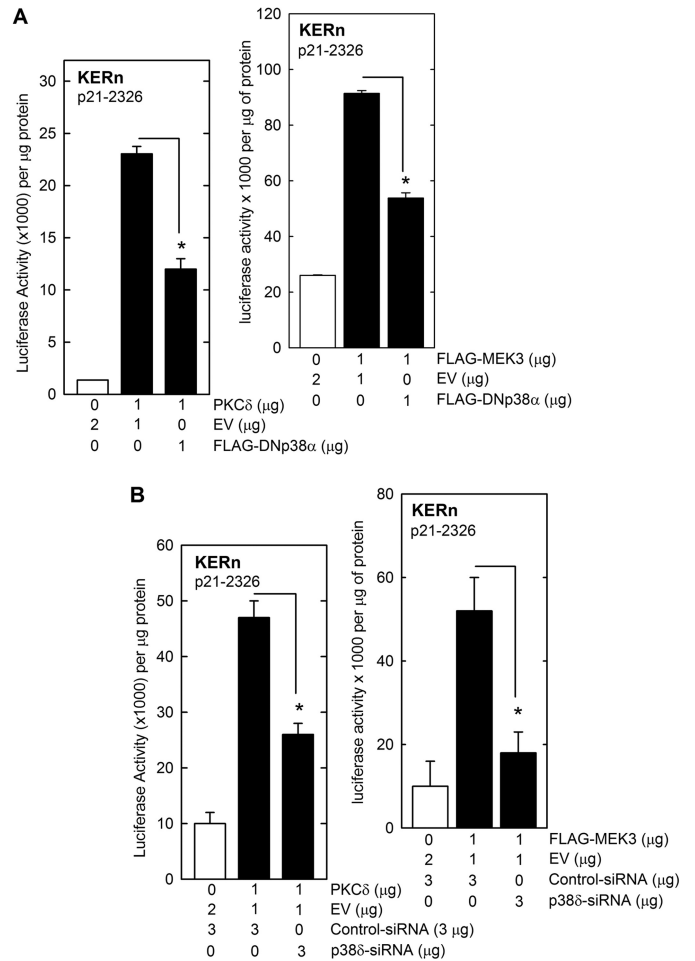 A
KERn
p21-2326
Luciferase Activity (x1000) per µg protein
30
25
20
15
10
5
0
0 1 1 PKCδ (µg)
2 1 0 EV (µg)
0 0 1 FLAG-DNp38α (µg)
*
KERn
p21-2326
luciferase activity x 1000 per µg of protein
120
100
80
60
40
20
0
*
0 1 1 FLAG-MEK3 (µg)
2 1 0 EV (µg)
0 0 1 FLAG-DNp38α (µg)
B
KERn
p21-2326
Luciferase Activity (x1000) per µg protein
60
50
40
30
20
10
0
*
0 1 1 PKCδ (µg)
2 1 1 EV (µg)
3 3 0 Control-siRNA (3 µg)
0 0 3 p38δ-siRNA (µg)
KERn
p21-2326
luciferase activity x 1000 per µg of protein
80
60
40
20
0
*
0 1 1 FLAG-MEK3 (µg)
2 1 1 EV (µg)
3 3 0 Control-siRNA (µg)
0 0 3 p38δ-siRNA (µg)